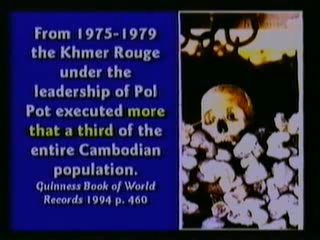 From 1975-1979
the Khmer Rouge
under the
leadership of Pol
Pot executed more
that a third of the
entire Cambodian
population.
Guinness Book of World
Records 1994 p. 460